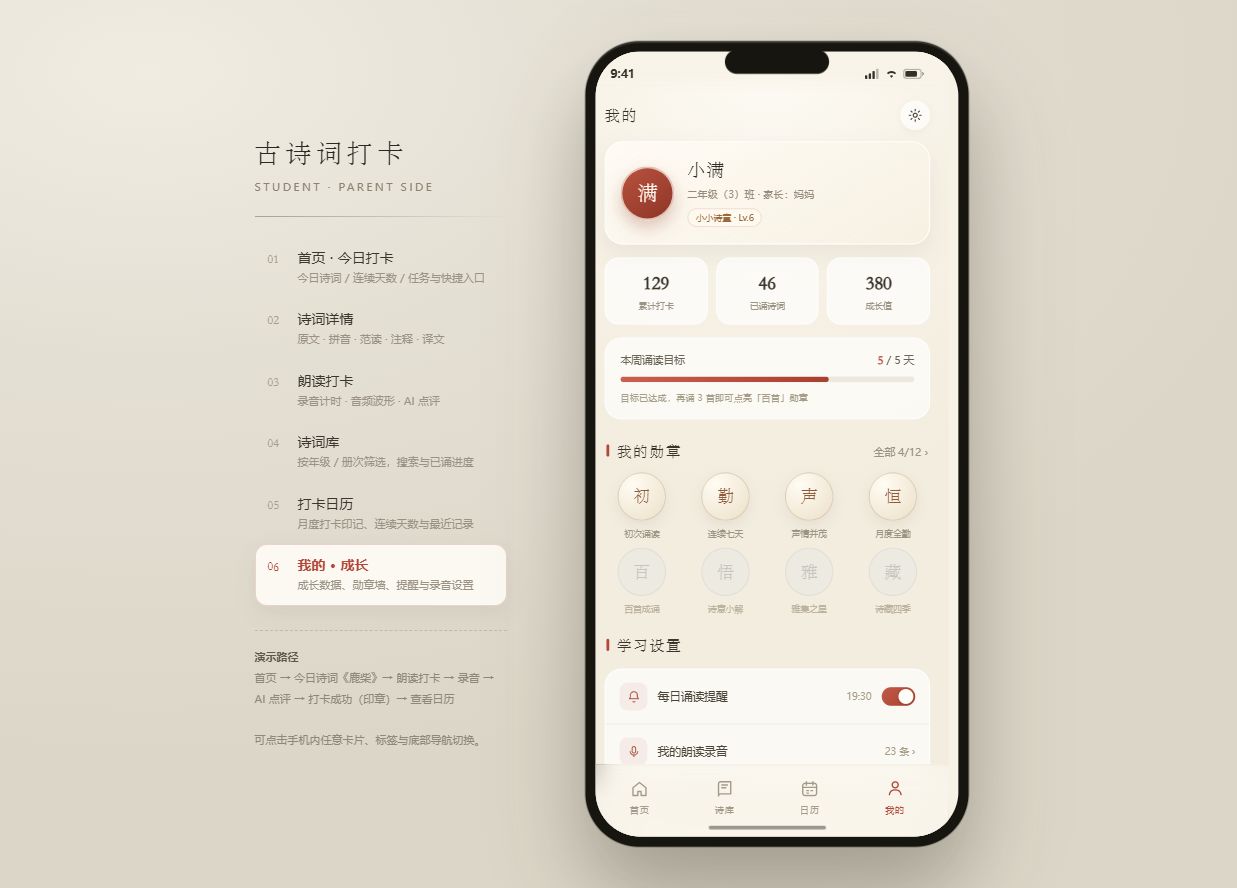 古诗词打卡
STUDENT · PARENT SIDE
01 首页 · 今日打卡
今日诗词 / 连续天数 / 任务与快捷入口
02 诗词详情
原文 · 拼音 · 范读 · 注释 · 译文
03 朗读打卡
录音计时 · 音频波形 · AI 点评
04 诗词库
按年级 / 册次筛选，搜索与已诵进度
05 打卡日历
月度打卡印记、连续天数与最近记录
06 我的 • 成长
成长数据、勋章墙、提醒与录音设置
演示路径
首页 → 今日诗词《鹿柴》→ 朗读打卡 → 录音 →
AI 点评 → 打卡成功（印章）→ 查看日历
可点击手机内任意卡片、标签与底部导航切换。
9:41
我的
满
小满
二年级（3）班 · 家长：妈妈
小小诗童 · Lv.6
129 46 380
累计打卡 已诵诗词 成长值
本周诵读目标 5 / 5 天
目标已达成，再诵 3 首即可点亮「百首」勋章
我的勋章 全部 4/12 ›
初 勤 声 恒
初次诵读 连续七天 声情并茂 月度全勤
百 悟 雅 藏
百首成诵 诗意小解 雅集之星 诗藏四季
学习设置
每日诵读提醒 19:30
我的朗读录音 23 条 ›
首页 诗库 日历 我的